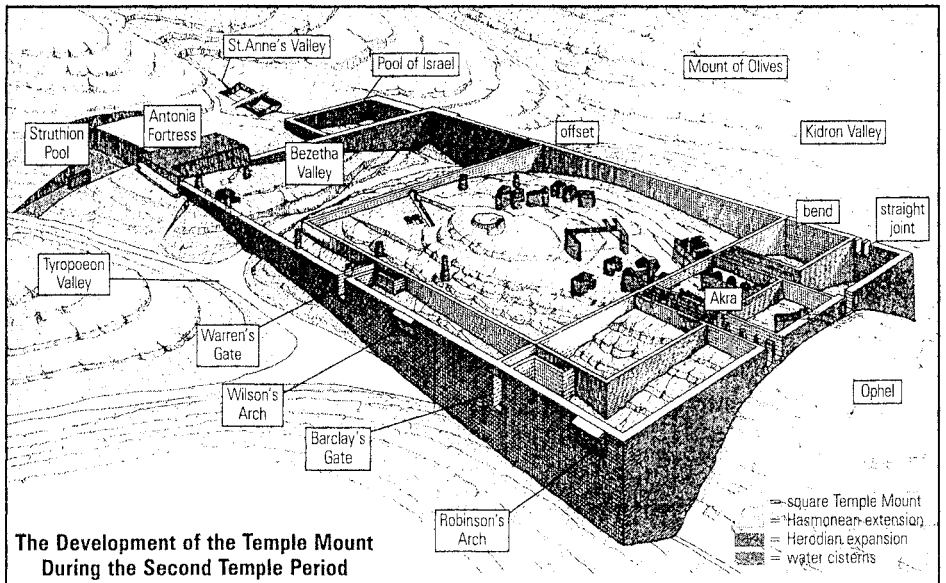 St.Anne's Valley
Pool of Israel
Mount of Olives
Struthion
Pool
Antonia
Fortress
Bezetha
Valley
offset
Kidron Valley
bend
straight
joint
Tyropoeon
Valley
Akra
Warren's
Gate
Wilson's
Arch
Barclay's
Gate
Ophel
Robinson's
Arch
= square Temple Mount
= Hasmonean extension
= Herodian expansion
= water cisterns
The Development of the Temple Mount
During the Second Temple Period